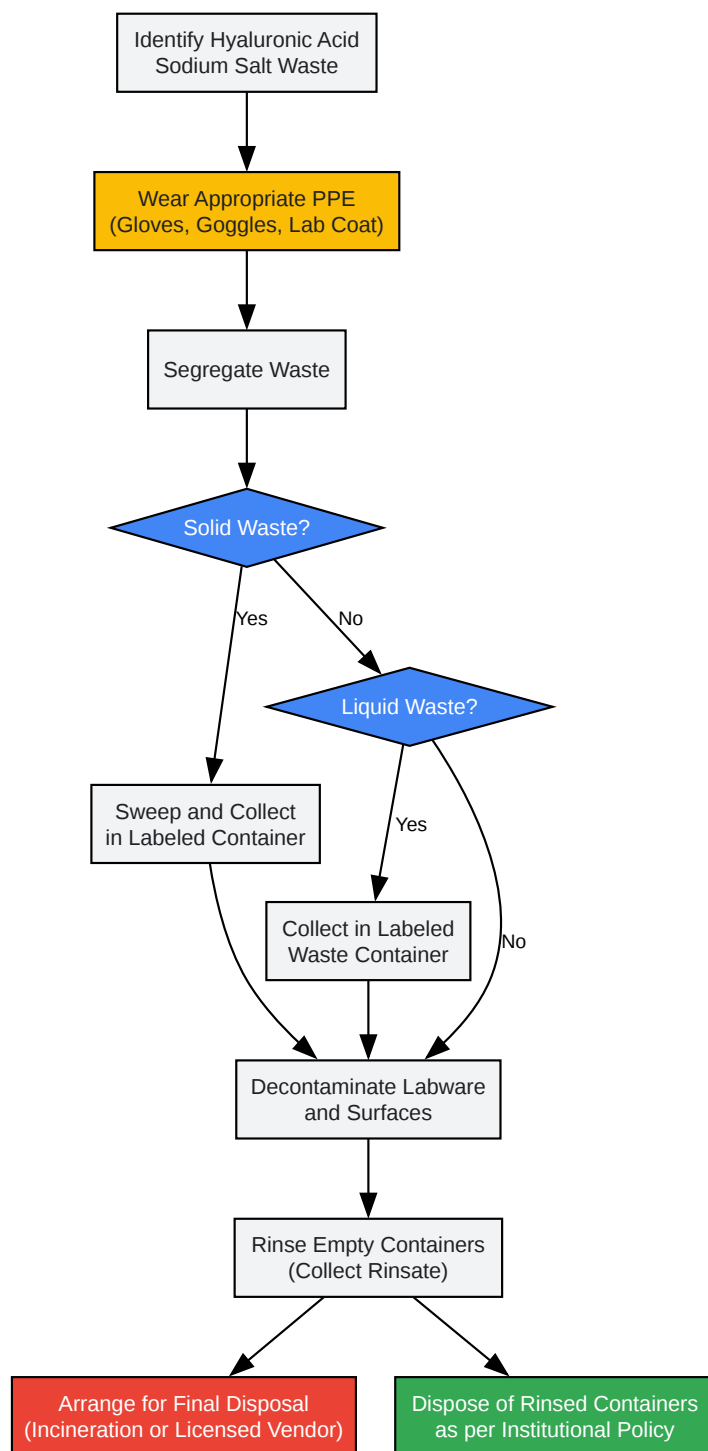 Identify Hyaluronic Acid
Sodium Salt Waste
Wear Appropriate PPE
(Gloves, Goggles, Lab Coat)
Segregate Waste
Solid Waste?
Yes
No
Liquid Waste?
Sweep and Collect
in Labeled Container
Yes
Collect in Labeled
Waste Container
No
Decontaminate Labware
and Surfaces
Rinse Empty Containers
(Collect Rinsate)
Arrange for Final Disposal
(Incineration or Licensed Vendor)
Dispose of Rinsed Containers
as per Institutional Policy